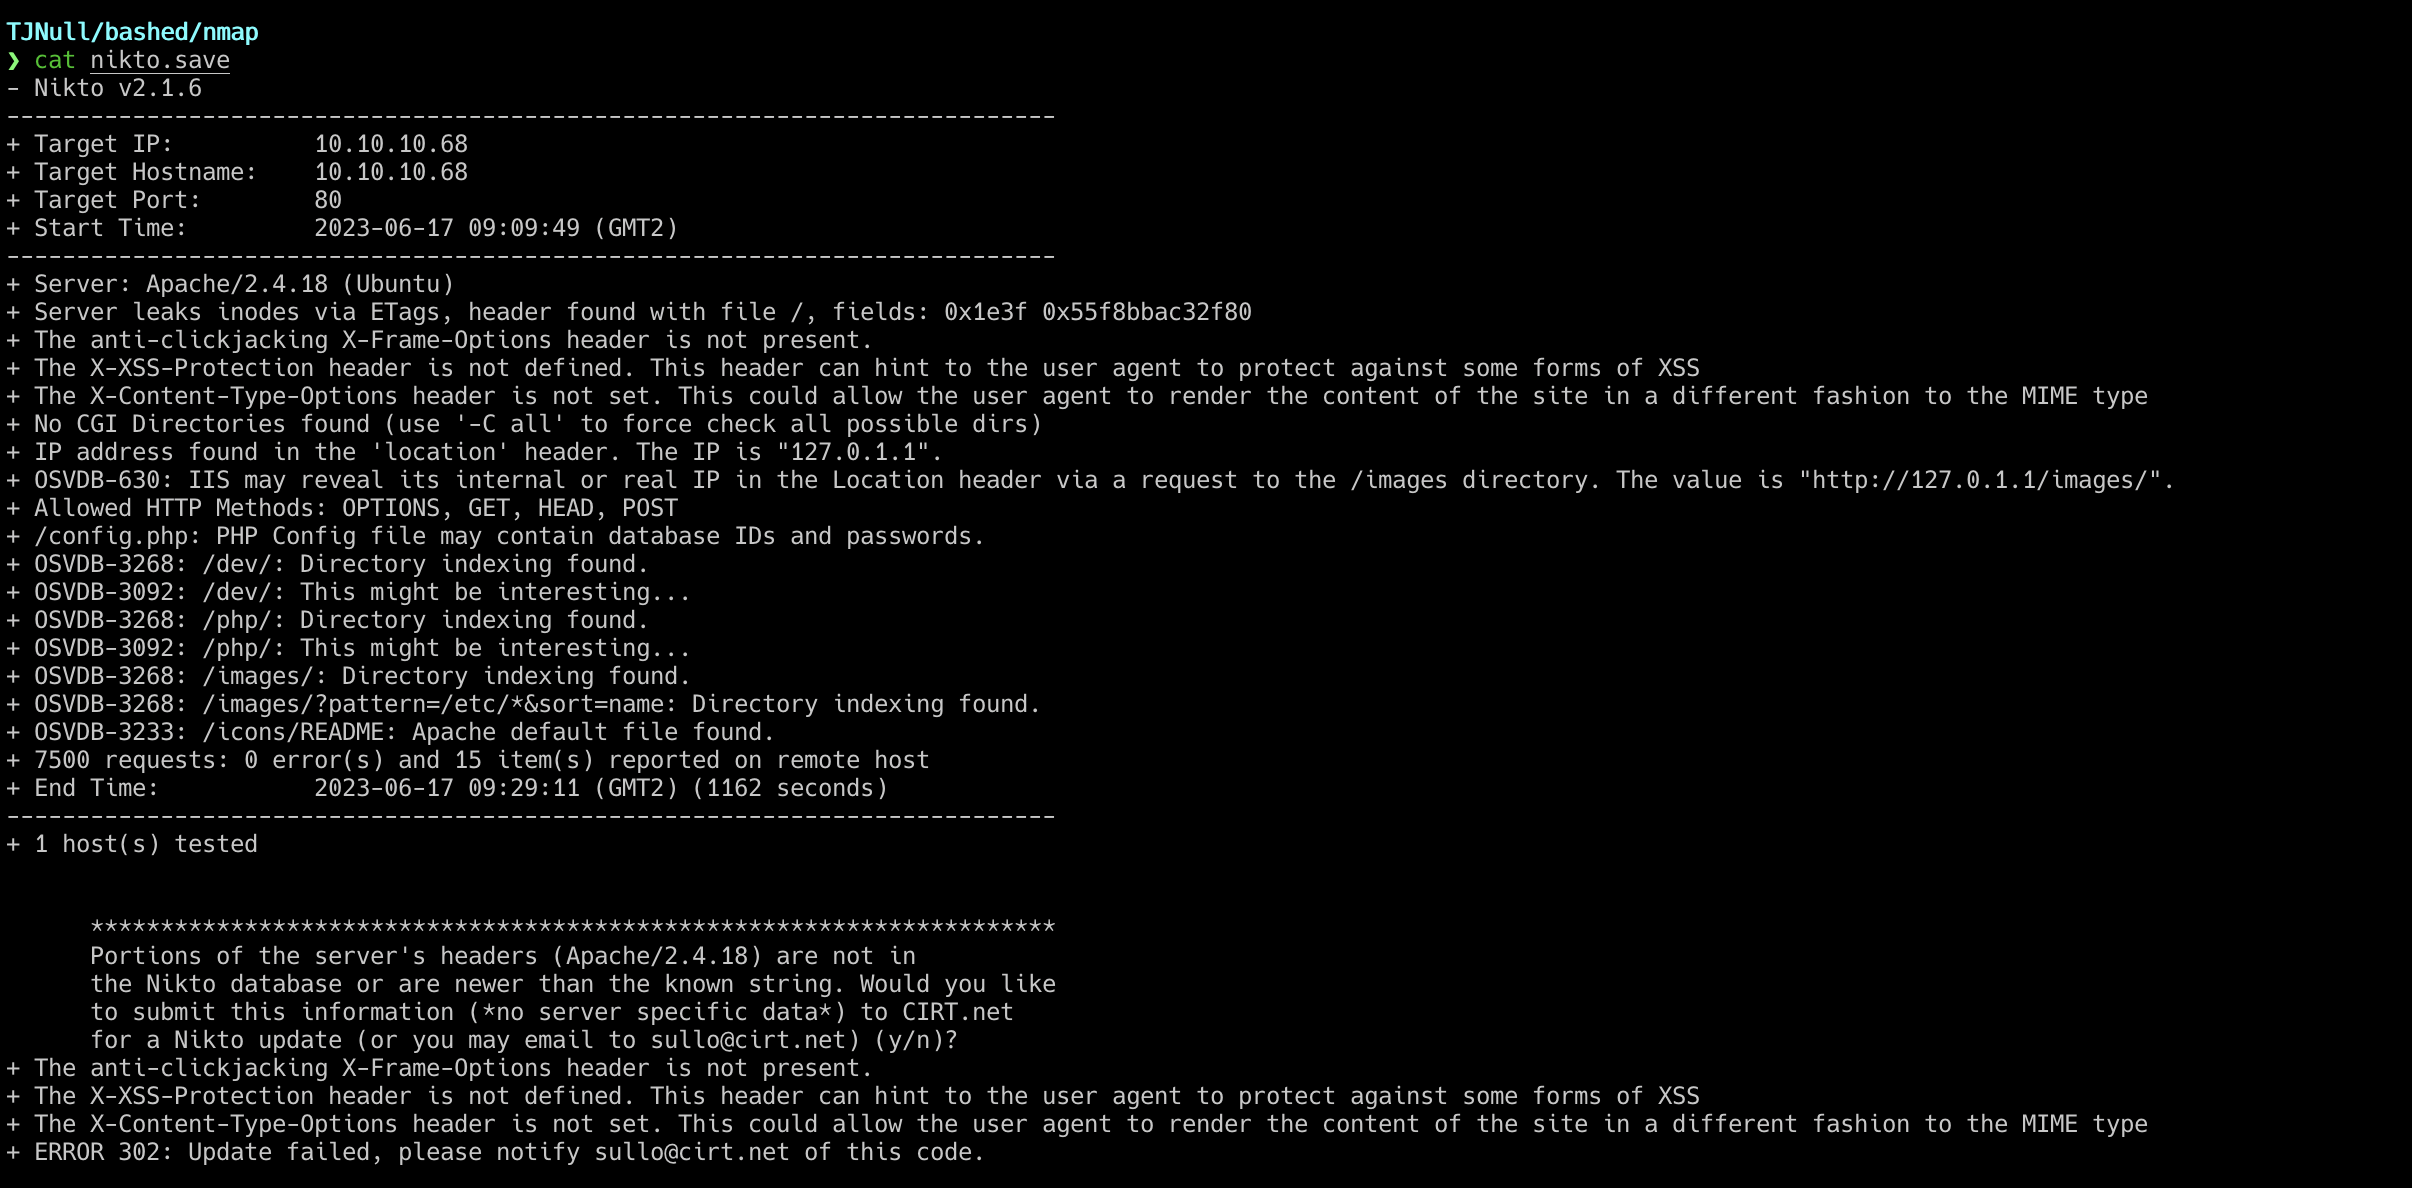 TJNull/bashed/nmap
❯ cat nikto.save
- Nikto v2.1.6
---------------------------------------------------------------------------
+ Target IP:          10.10.10.68
+ Target Hostname:    10.10.10.68
+ Target Port:        80
+ Start Time:         2023-06-17 09:09:49 (GMT2)
---------------------------------------------------------------------------
+ Server: Apache/2.4.18 (Ubuntu)
+ Server leaks inodes via ETags, header found with file /, fields: 0x1e3f 0x55f8bbac32f80
+ The anti-clickjacking X-Frame-Options header is not present.
+ The X-XSS-Protection header is not defined. This header can hint to the user agent to protect against some forms of XSS
+ The X-Content-Type-Options header is not set. This could allow the user agent to render the content of the site in a different fashion to the MIME type
+ No CGI Directories found (use '-C all' to force check all possible dirs)
+ IP address found in the 'location' header. The IP is "127.0.1.1".
+ OSVDB-630: IIS may reveal its internal or real IP in the Location header via a request to the /images directory. The value is "http://127.0.1.1/images/".
+ Allowed HTTP Methods: OPTIONS, GET, HEAD, POST
+ /config.php: PHP Config file may contain database IDs and passwords.
+ OSVDB-3268: /dev/: Directory indexing found.
+ OSVDB-3092: /dev/: This might be interesting...
+ OSVDB-3268: /php/: Directory indexing found.
+ OSVDB-3092: /php/: This might be interesting...
+ OSVDB-3268: /images/: Directory indexing found.
+ OSVDB-3268: /images/?pattern=/etc/*&sort=name: Directory indexing found.
+ OSVDB-3233: /icons/README: Apache default file found.
+ 7500 requests: 0 error(s) and 15 item(s) reported on remote host
+ End Time:           2023-06-17 09:29:11 (GMT2) (1162 seconds)
---------------------------------------------------------------------------
+ 1 host(s) tested
      *********************************************************************
      Portions of the server's headers (Apache/2.4.18) are not in
      the Nikto database or are newer than the known string. Would you like
      to submit this information (*no server specific data*) to CIRT.net
      for a Nikto update (or you may email to sullo@cirt.net) (y/n)?
+ The anti-clickjacking X-Frame-Options header is not present.
+ The X-XSS-Protection header is not defined. This header can hint to the user agent to protect against some forms of XSS
+ The X-Content-Type-Options header is not set. This could allow the user agent to render the content of the site in a different fashion to the MIME type
+ ERROR 302: Update failed, please notify sullo@cirt.net of this code.